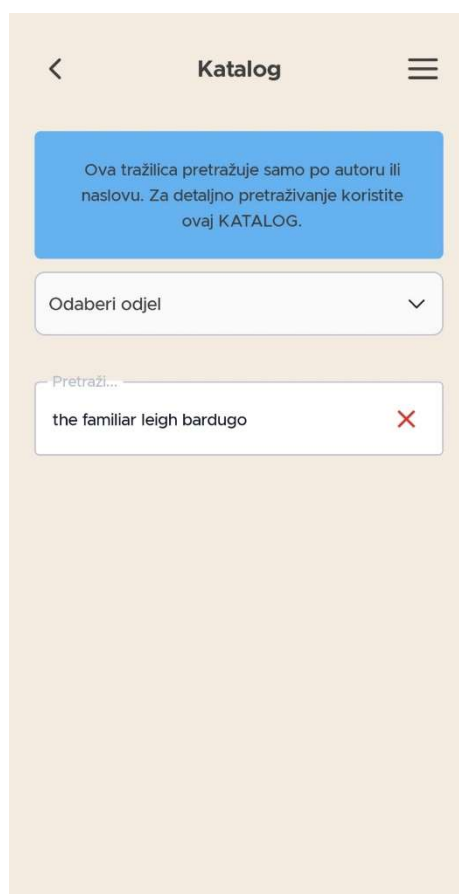 Katalog
Ova tražilica pretražuje samo po autoru ili
naslovu. Za detaljno pretraživanje koristite
ovaj KATALOG.
Odaberi odjel
Pretraži...
the familiar leigh bardugo